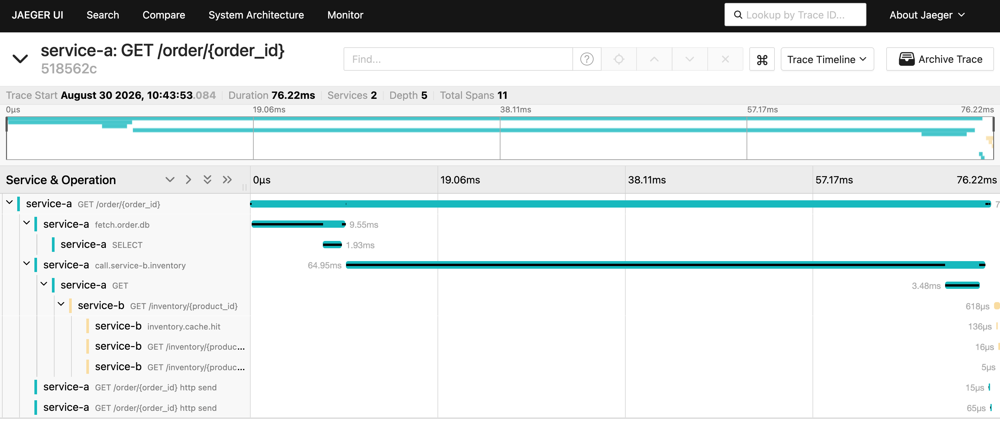 JAEGER UI Search Compare System Architecture Monitor Lookup by Trace ID... About Jaeger
service-a: GET /order/{order_id}
518562c
Find... ? ⌘ Trace Timeline Archive Trace
Trace Start August 30 2026, 10:43:53.084 Duration 76.22ms Services 2 Depth 5 Total Spans 11
0μs 19.06ms 38.11ms 57.17ms 76.22ms
Service & Operation 0μs 19.06ms 38.11ms 57.17ms 76.22ms
service-a GET /order/{order_id} 7
service-a fetch.order.db 9.55ms
service-a SELECT 1.93ms
service-a call.service-b.inventory 64.95ms
service-a GET 3.48ms
service-b GET /inventory/{product_id} 618μs
service-b inventory.cache.hit 136μs
service-b GET /inventory/{produc... 16μs
service-b GET /inventory/{produc... 5μs
service-a GET /order/{order_id} http send 15μs
service-a GET /order/{order_id} http send 65μs